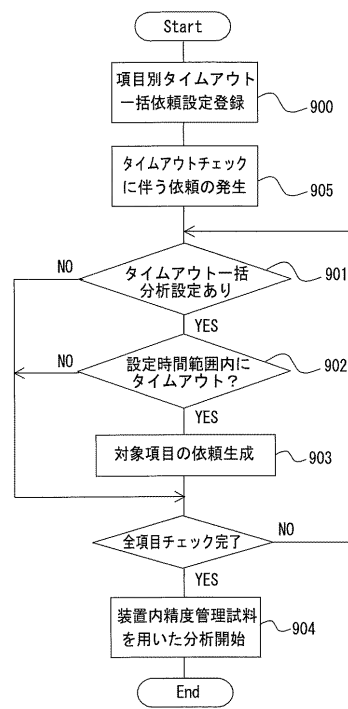 Start
項目別タイムアウト
一括依頼設定登録
900
タイムアウトチェック
に伴う依頼の発生
905
NO
タイムアウト一括
分析設定あり
901
YES
NO
設定時間範囲内に
タイムアウト?
902
YES
対象項目の依頼生成
903
全項目チェック完了
NO
YES
装置内精度管理試料
を用いた分析開始
904
End